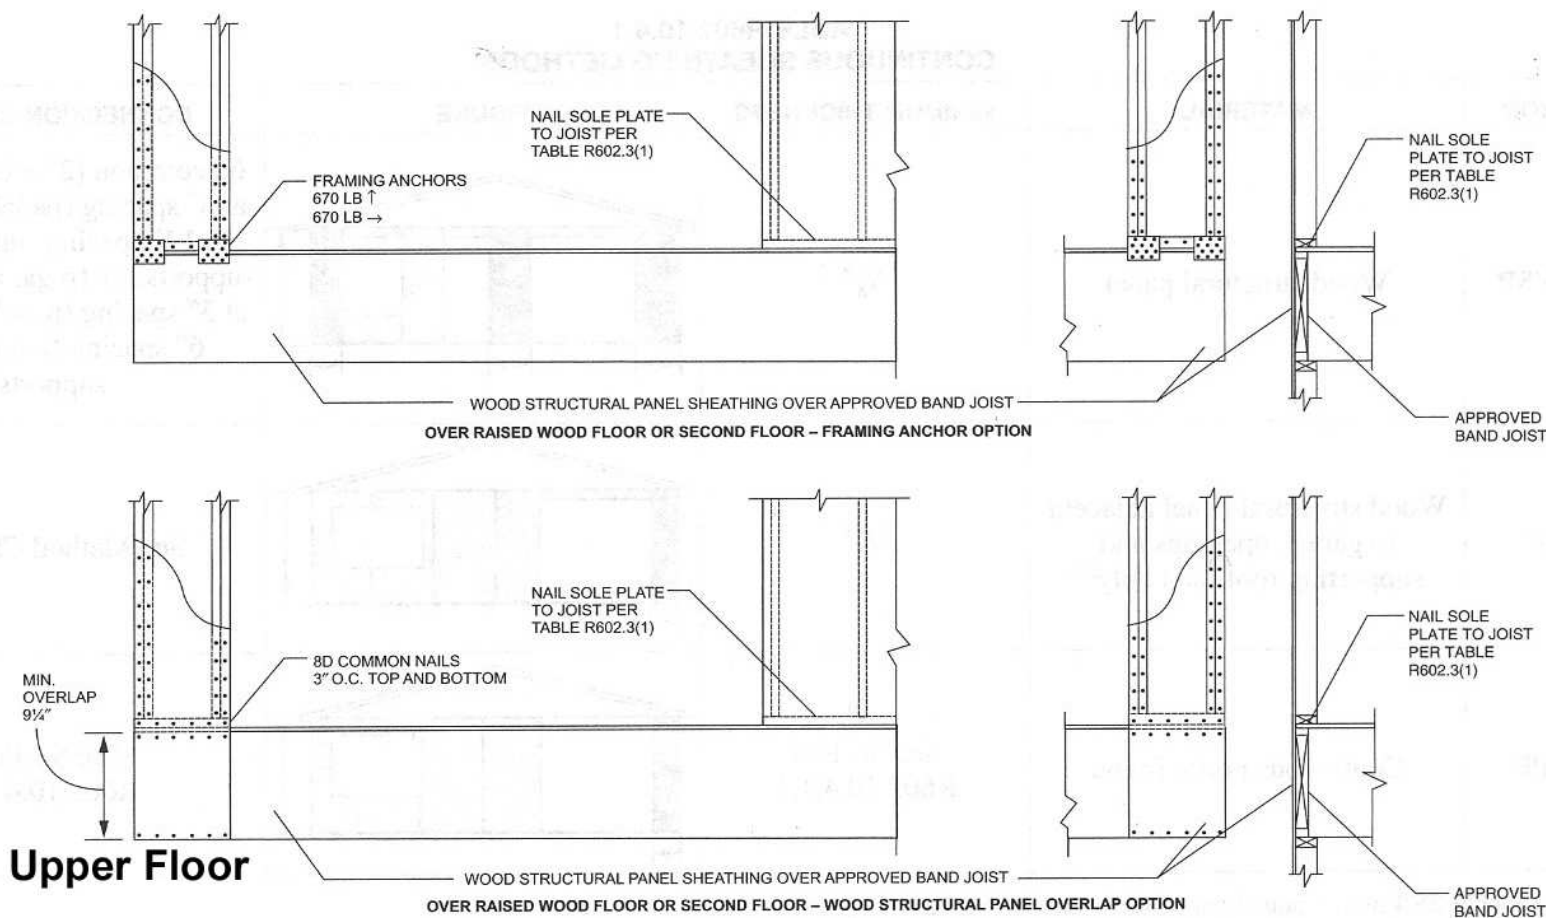 NAIL SOLE PLATE
TO JOIST PER
TABLE R602.3(1)
FRAMING ANCHORS
670 LB ↑
670 LB →
NAIL SOLE
PLATE TO JOIST
PER TABLE
R602.3(1)
WOOD STRUCTURAL PANEL SHEATHING OVER APPROVED BAND JOIST
APPROVED
BAND JOIST
OVER RAISED WOOD FLOOR OR SECOND FLOOR – FRAMING ANCHOR OPTION
NAIL SOLE PLATE
TO JOIST PER
TABLE R602.3(1)
8D COMMON NAILS
3″ O.C. TOP AND BOTTOM
MIN.
OVERLAP
9¼″
NAIL SOLE
PLATE TO JOIST
PER TABLE
R602.3(1)
Upper Floor
WOOD STRUCTURAL PANEL SHEATHING OVER APPROVED BAND JOIST
APPROVED
BAND JOIST
OVER RAISED WOOD FLOOR OR SECOND FLOOR – WOOD STRUCTURAL PANEL OVERLAP OPTION